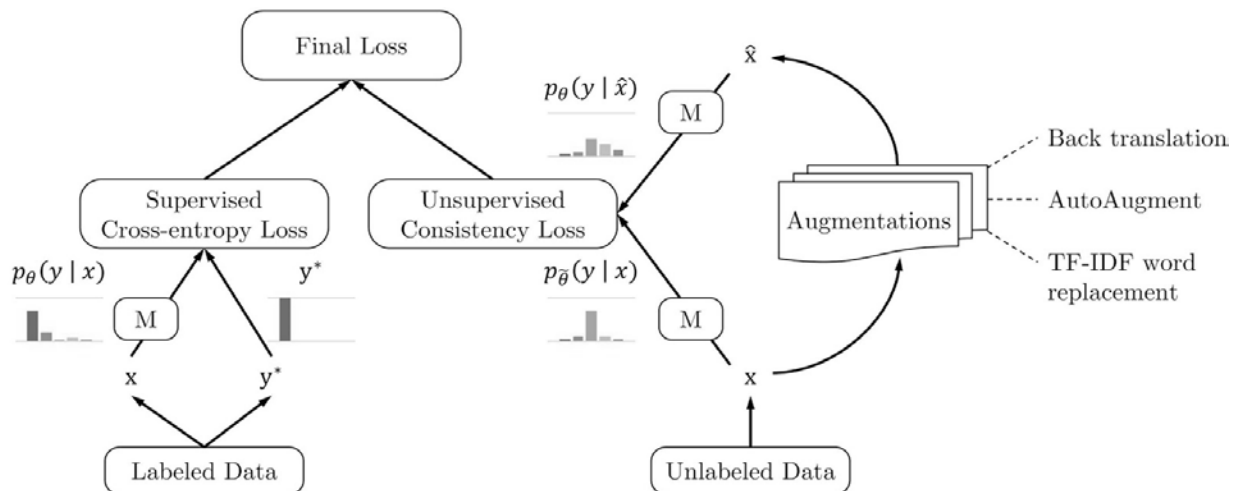 Final Loss
x̂
p_θ(y | x̂)
M
Back translation
Supervised
Cross-entropy Loss
Unsupervised
Consistency Loss
Augmentations
AutoAugment
p_θ(y | x)
y*
p_θ̃(y | x)
TF-IDF word
replacement
M
M
x
y*
x
Labeled Data
Unlabeled Data